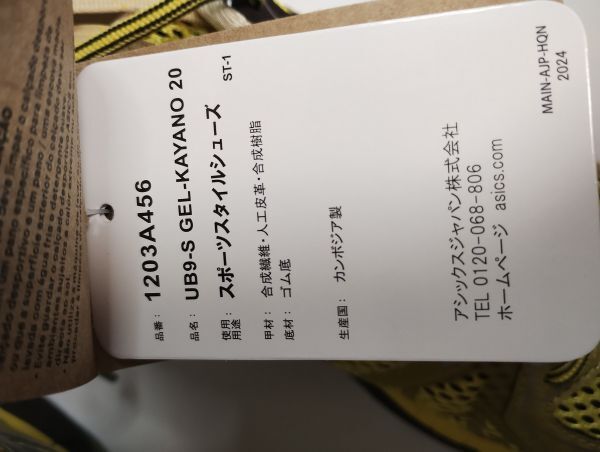 品番: 1203A456
品名: UB9-S GEL-KAYANO 20
使用用途: スポーツスタイルシューズ ST-1
甲材: 合成繊維・人工皮革・合成樹脂
底材: ゴム底
生産国: カンボジア製
アシックスジャパン株式会社
TEL 0120-068-806
ホームページ asics.com
MAIN-AJP-HQN
2024